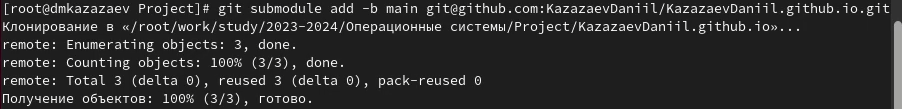 [root@dmkazazaev Project]# git submodule add -b main git@github.com:KazazaevDaniil/KazazaevDaniil.github.io.git
Клонирование в «/root/work/study/2023-2024/Операционные системы/Project/KazazaevDaniil.github.io»...
remote: Enumerating objects: 3, done.
remote: Counting objects: 100% (3/3), done.
remote: Total 3 (delta 0), reused 3 (delta 0), pack-reused 0
Получение объектов: 100% (3/3), готово.